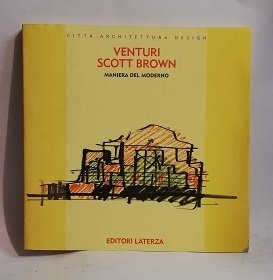 CITTÀ ARCHITETTURA DESIGN
VENTURI
SCOTT BROWN
MANIERA DEL MODERNO
EDITORI LATERZA